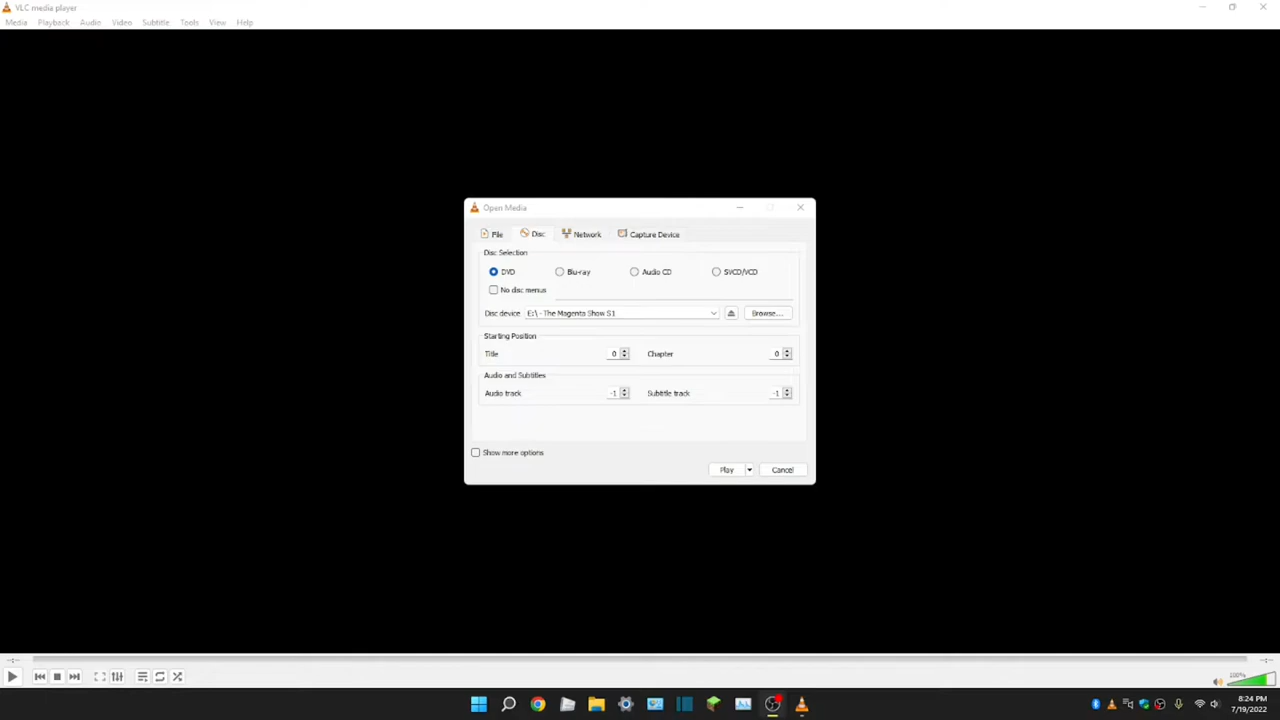 VLC media player
Media Playback Audio Video Subtitle Tools View Help
Open Media
File Disc Network Capture Device
Disc Selection
DVD Blu-ray Audio CD SVCD/VCD
No disc menus
Disc device E:\ - The Magenta Show S1 Browse...
Starting Position
Title 0 Chapter 0
Audio and Subtitles
Audio track -1 Subtitle track -1
Show more options
Play Cancel
--:-- --:--
100%
8:24 PM
7/19/2022